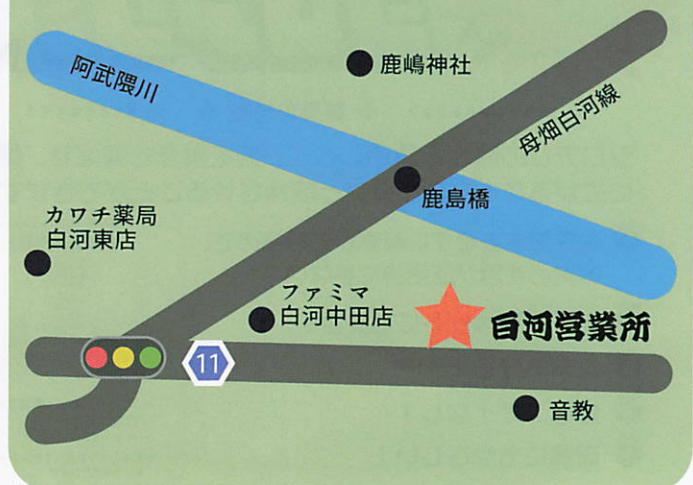 鹿嶋神社
阿武隈川
母畑白河線
鹿島橋
カワチ薬局
白河東店
ファミマ
白河中田店
白河営業所
11
音教